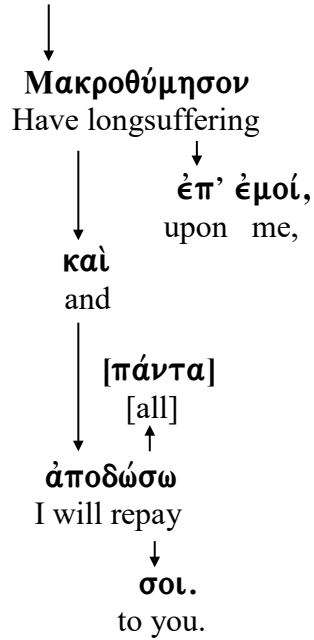 Μακροθύμησον
Have longsuffering
ἐπ’ ἐμοί,
upon me,
καὶ
and
[πάντα]
[all]
ἀποδώσω
I will repay
σοι.
to you.